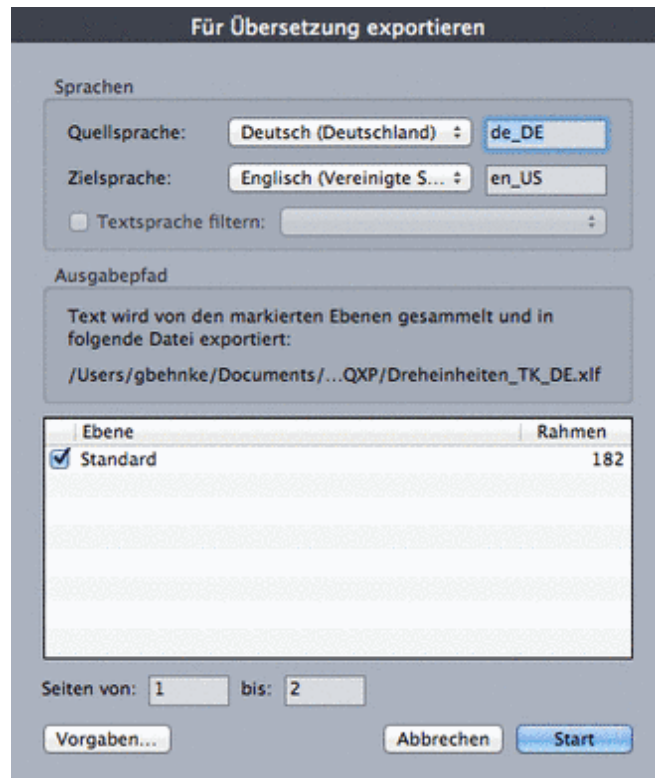 Für Übersetzung exportieren
Sprachen
Quellsprache: Deutsch (Deutschland) de_DE
Zielsprache: Englisch (Vereinigte S... en_US
Textsprache filtern:
Ausgabepfad
Text wird von den markierten Ebenen gesammelt und in
folgende Datei exportiert:
/Users/gbehnke/Documents/...QXP/Dreheinheiten_TK_DE.xlf
Ebene Rahmen
Standard 182
Seiten von: 1 bis: 2
Vorgaben... Abbrechen Start